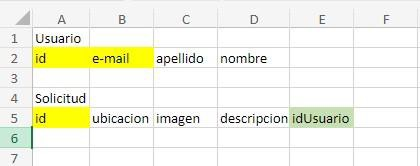 A B C D E F
1 Usuario
2 id e-mail apellido nombre
3
4 Solicitud
5 id ubicacion imagen descripcion idUsuario
6
7